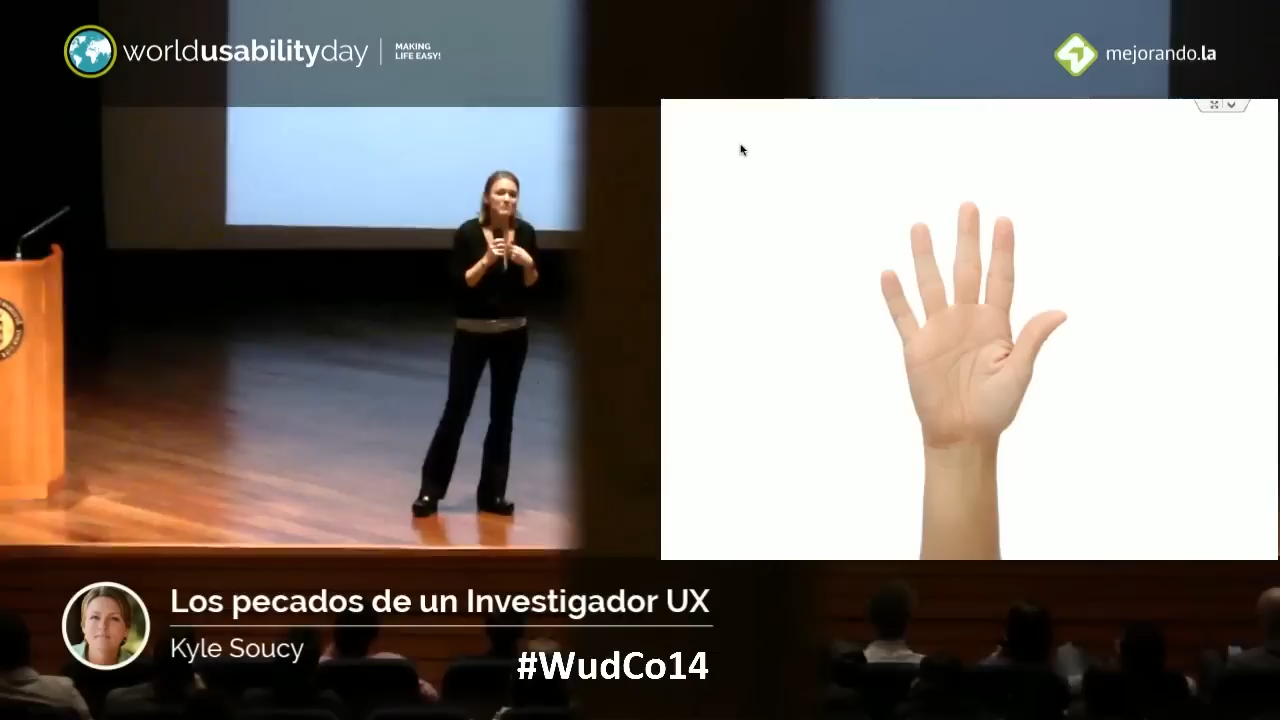 worldusabilityday
MAKING
LIFE EASY!
mejorando.la
Los pecados de un Investigador UX
Kyle Soucy
#WudCo14